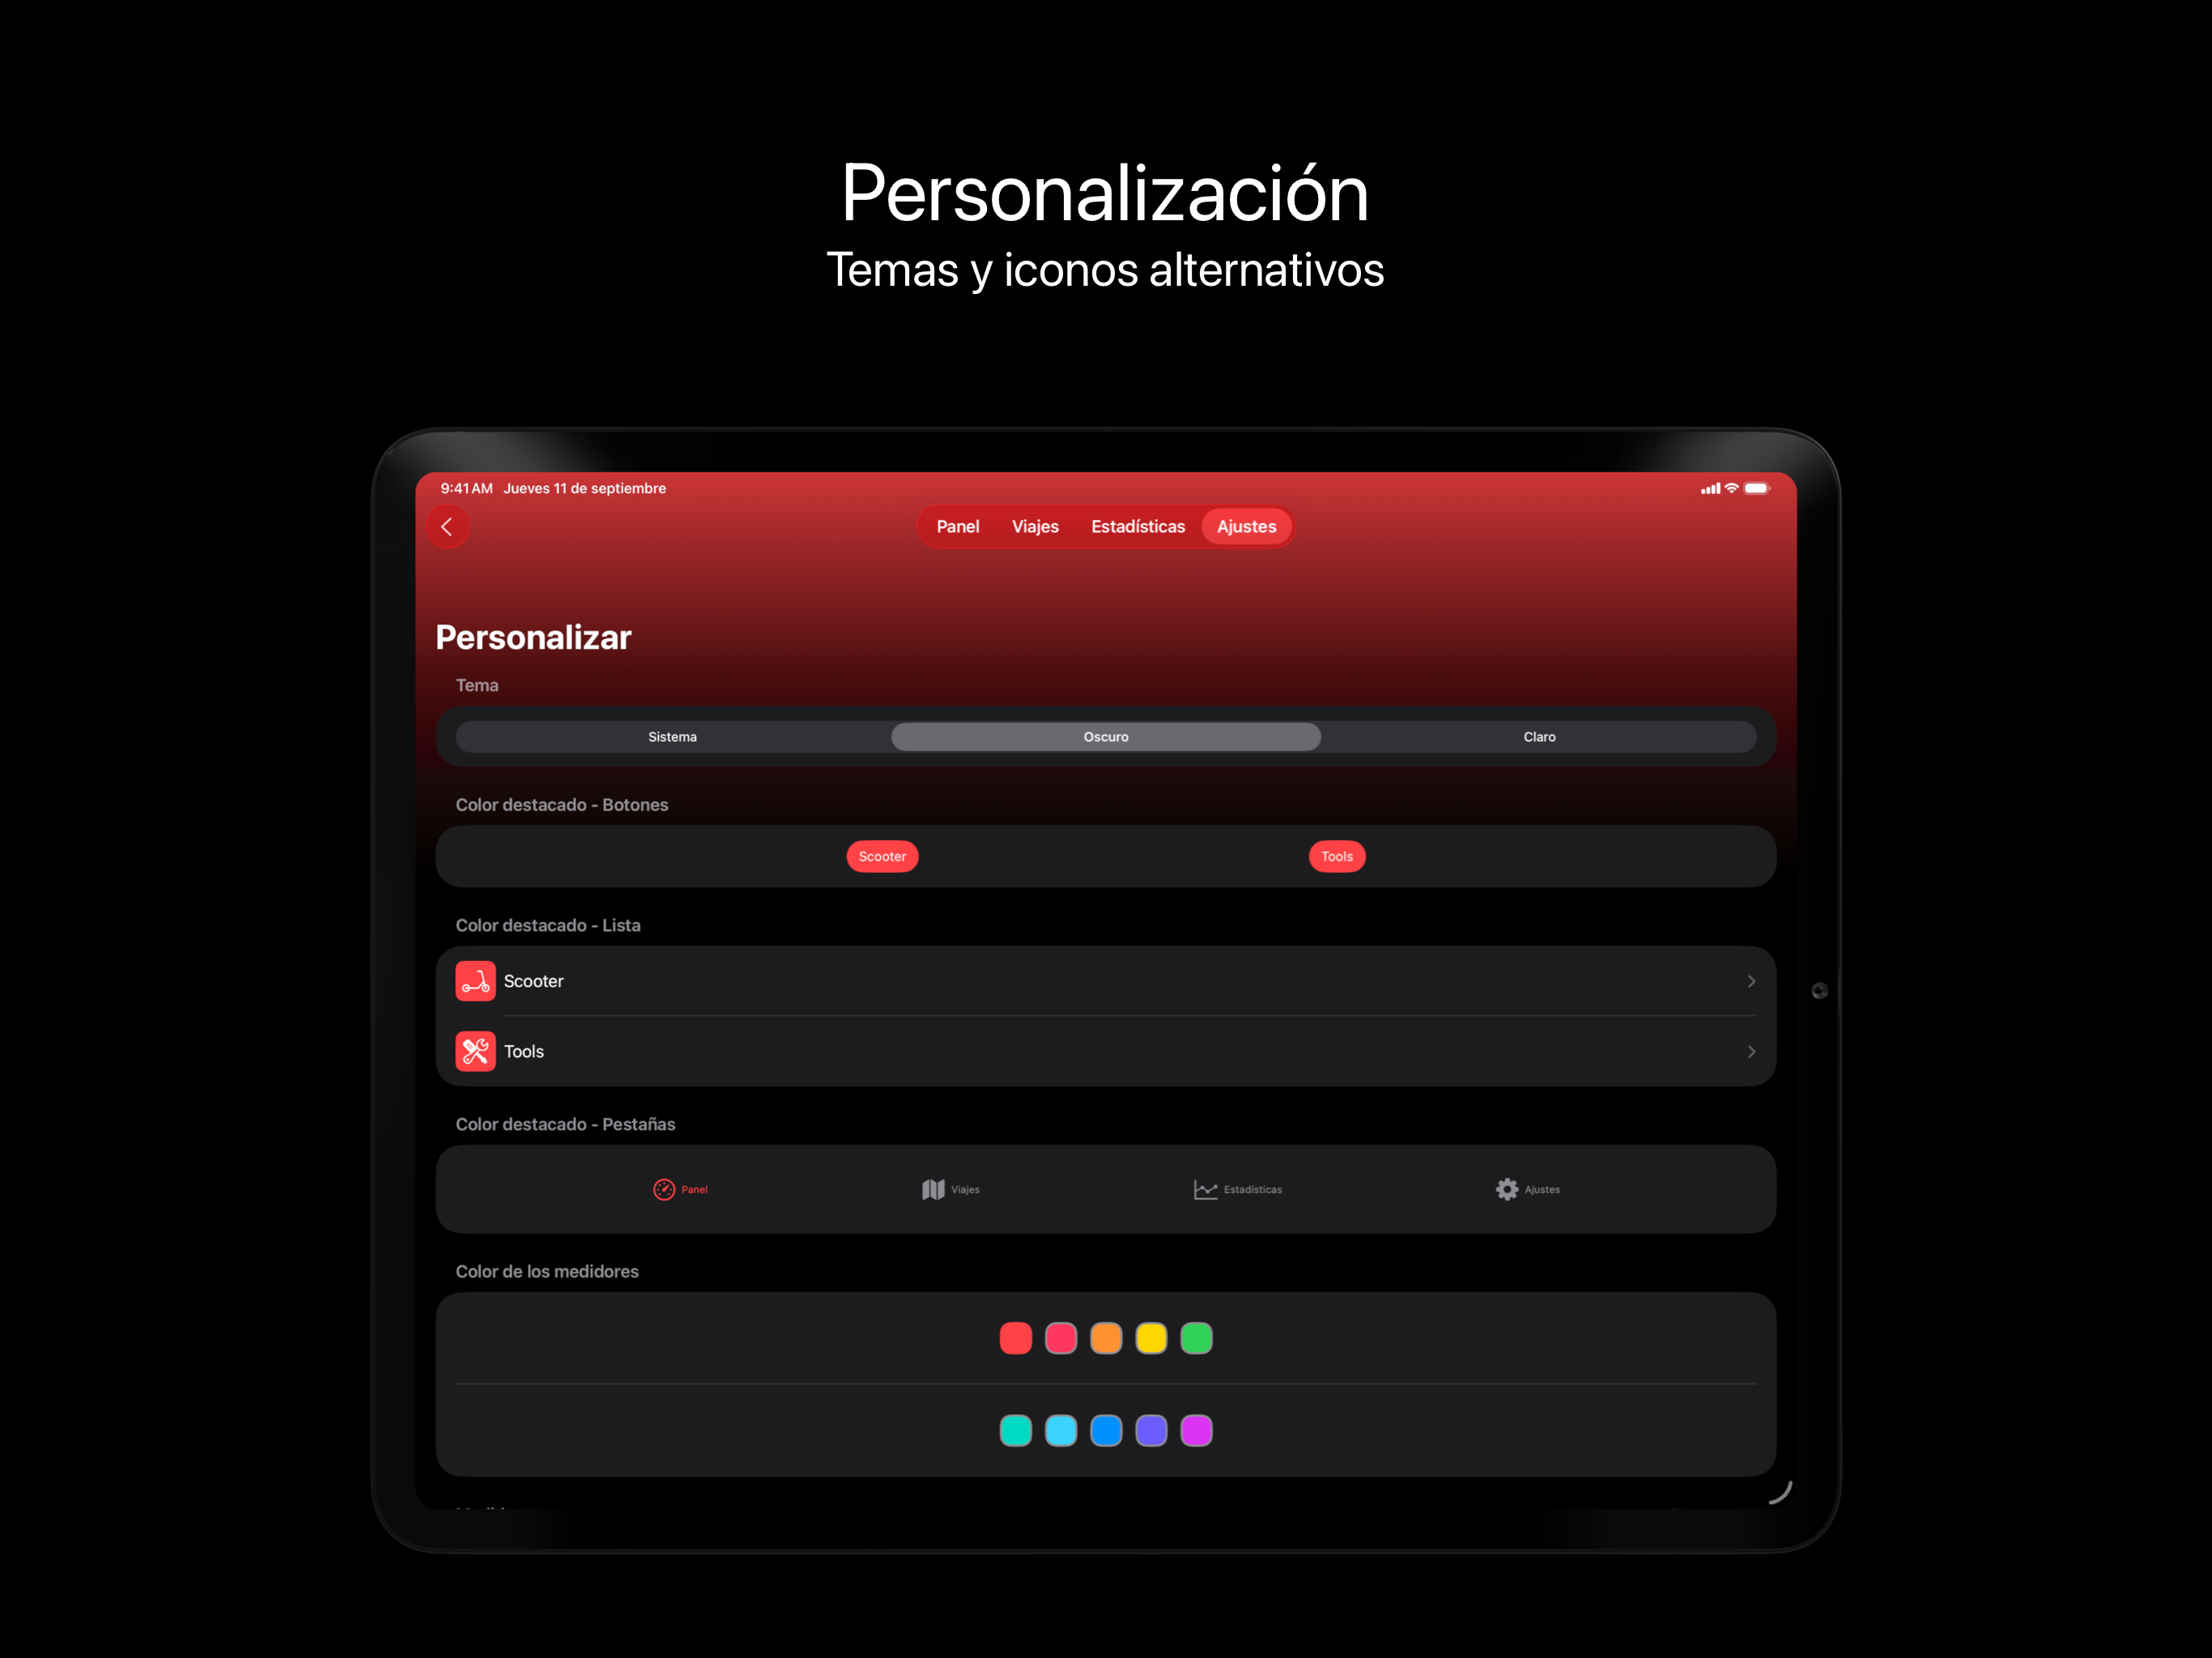 Personalización
Temas y iconos alternativos
9:41 AM Jueves 11 de septiembre
Panel Viajes Estadísticas Ajustes
Personalizar
Tema
Sistema Oscuro Claro
Color destacado - Botones
Scooter Tools
Color destacado - Lista
Scooter
Tools
Color destacado - Pestañas
Panel Viajes Estadísticas Ajustes
Color de los medidores